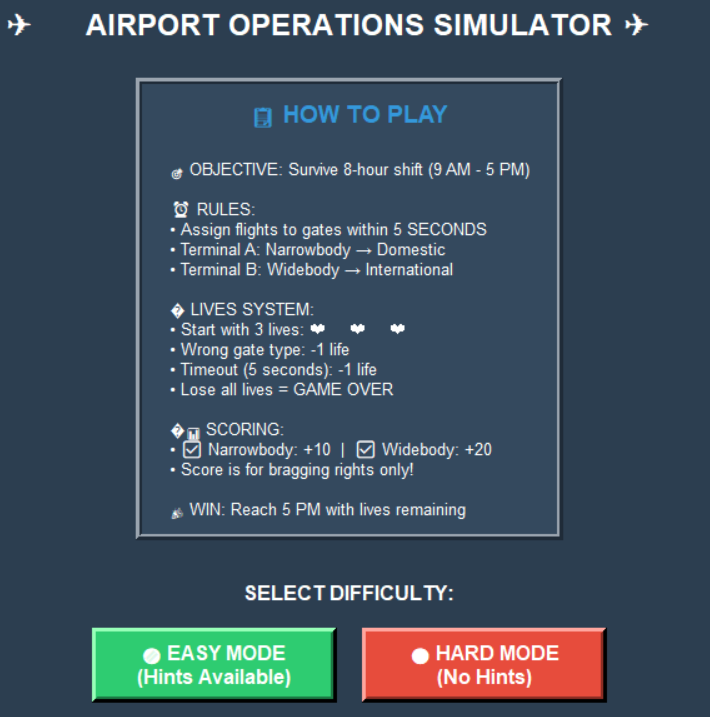 ✈ AIRPORT OPERATIONS SIMULATOR ✈
📋 HOW TO PLAY
🎯 OBJECTIVE: Survive 8-hour shift (9 AM - 5 PM)
⏰ RULES:
• Assign flights to gates within 5 SECONDS
• Terminal A: Narrowbody → Domestic
• Terminal B: Widebody → International
� LIVES SYSTEM:
• Start with 3 lives: ❤ ❤ ❤
• Wrong gate type: -1 life
• Timeout (5 seconds): -1 life
• Lose all lives = GAME OVER
�📊 SCORING:
• ☑ Narrowbody: +10 | ☑ Widebody: +20
• Score is for bragging rights only!
🎉 WIN: Reach 5 PM with lives remaining
SELECT DIFFICULTY:
EASY MODE
(Hints Available)
HARD MODE
(No Hints)